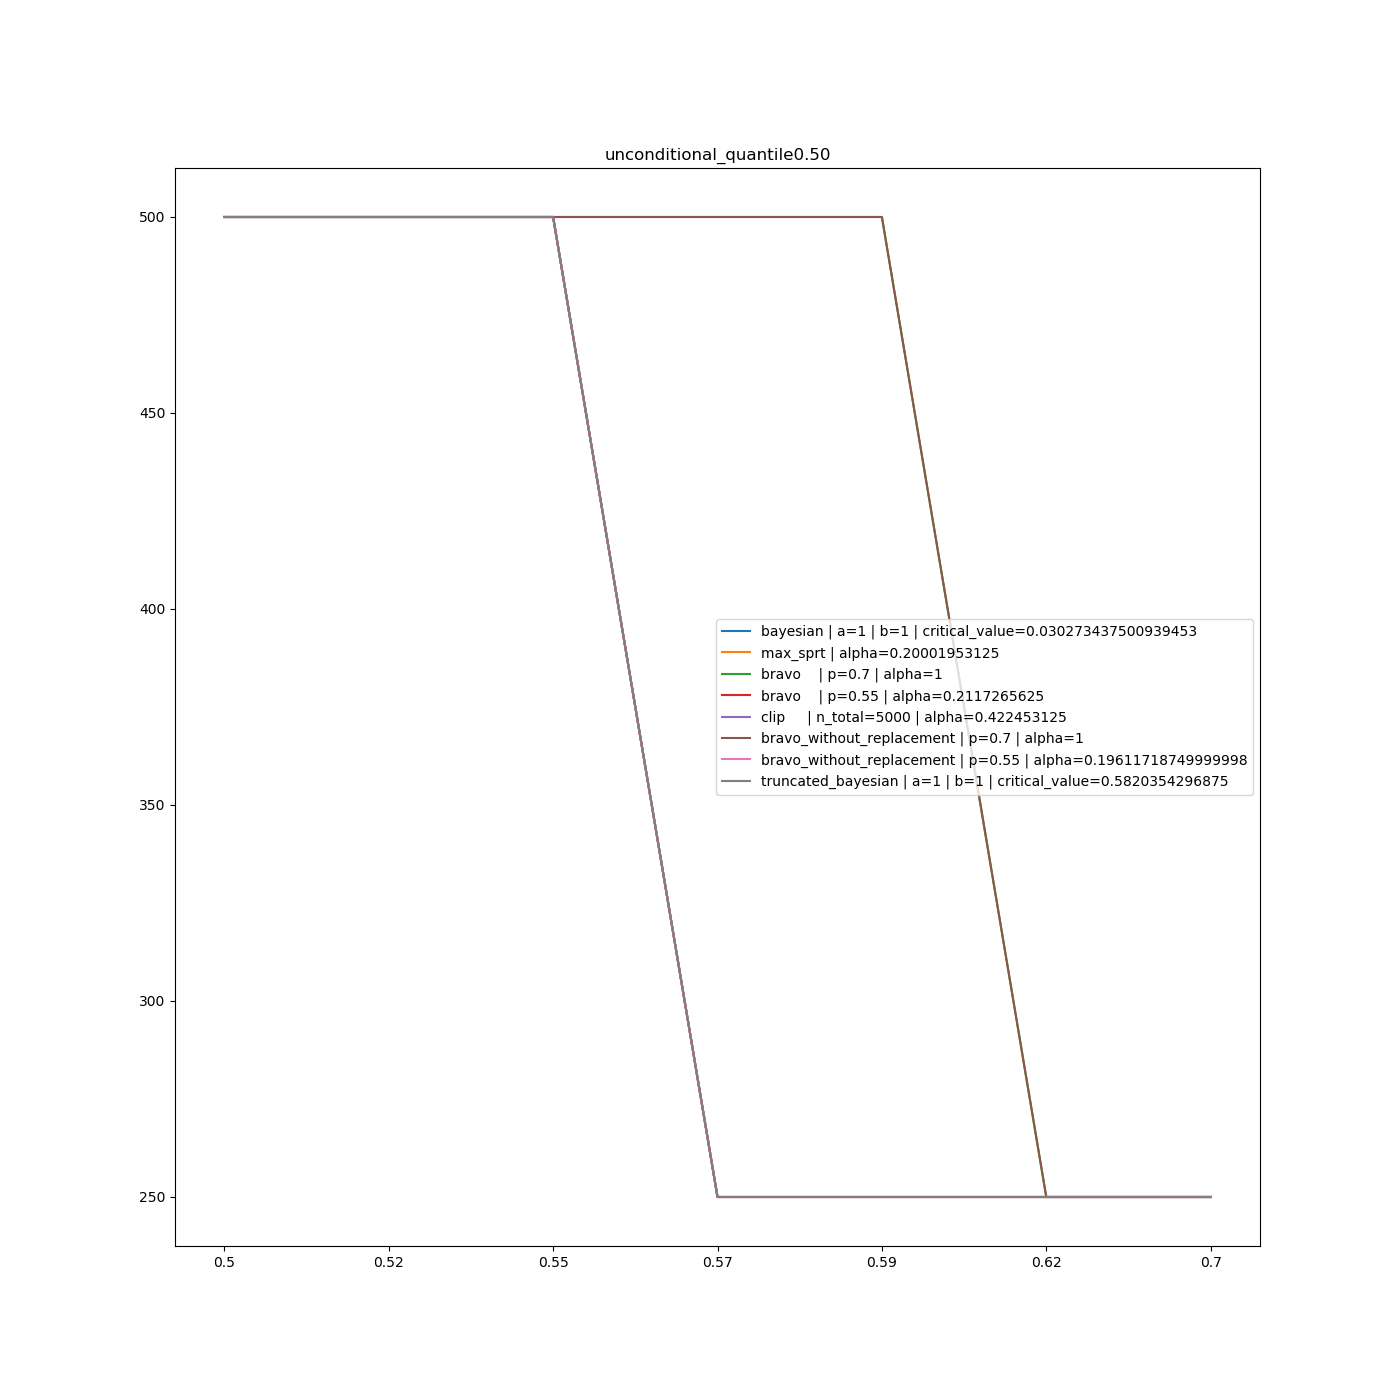 unconditional_quantile0.50
500
450
400
350
300
250
bayesian | a=1 | b=1 | critical_value=0.030273437500939453
max_sprt | alpha=0.20001953125
bravo    | p=0.7 | alpha=1
bravo    | p=0.55 | alpha=0.2117265625
clip     | n_total=5000 | alpha=0.422453125
bravo_without_replacement | p=0.7 | alpha=1
bravo_without_replacement | p=0.55 | alpha=0.19611718749999998
truncated_bayesian | a=1 | b=1 | critical_value=0.5820354296875
0.5 0.52 0.55 0.57 0.59 0.62 0.7